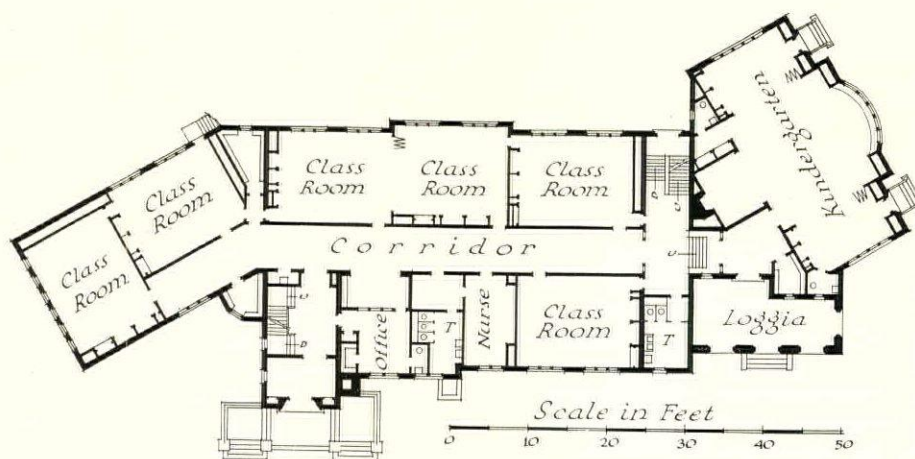 Class
Room
Class
Room
Class
Room
Class
Room
Class
Room
Kindergarten
Corridor
U
D
U
D
U
Office
T
Nurse
Class
Room
T
Loggia
Scale in Feet
0 10 20 30 40 50